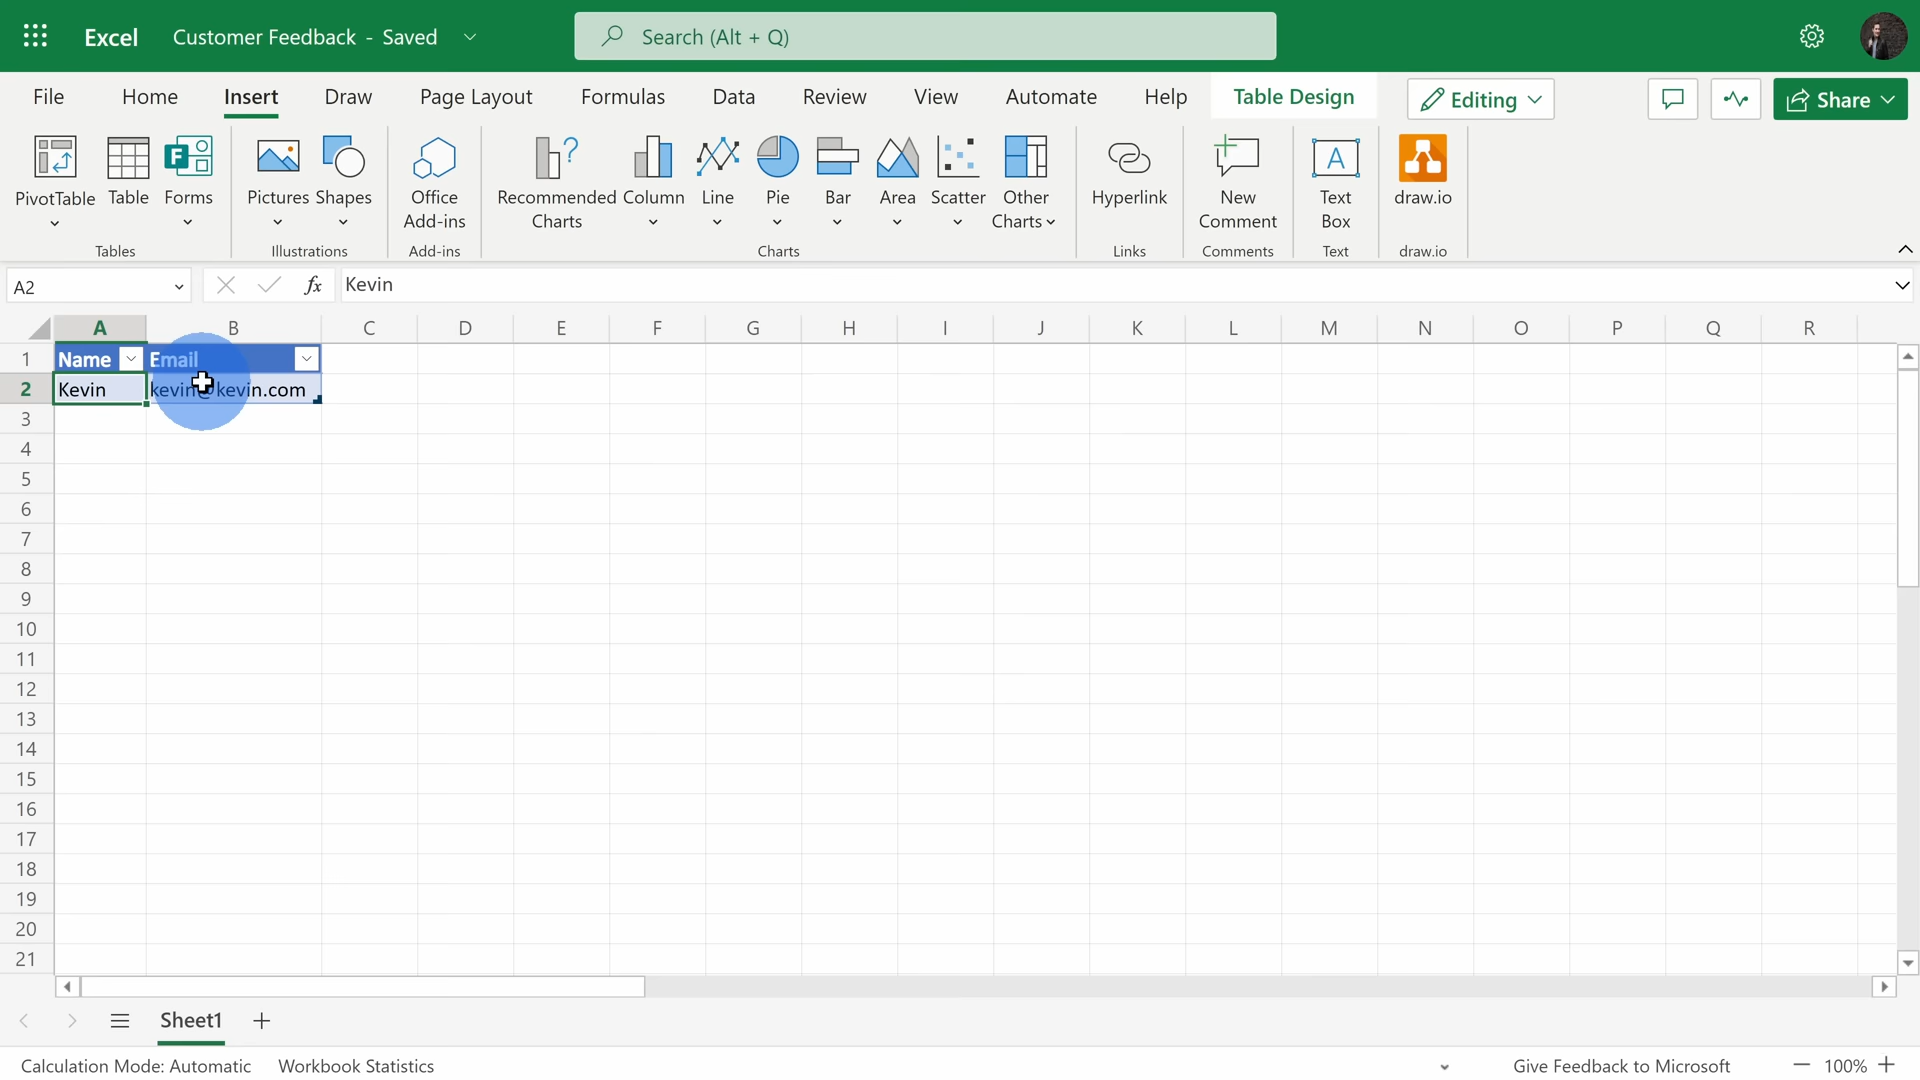 Excel Customer Feedback - Saved Search (Alt + Q)
File Home Insert Draw Page Layout Formulas Data Review View Automate Help Table Design Editing Share
PivotTable Table Forms Pictures Shapes Office Add-ins Recommended Charts Column Line Pie Bar Area Scatter Other Charts Hyperlink New Comment Text Box draw.io
Tables Illustrations Add-ins Charts Links Comments Text draw.io
A2 fx Kevin
A B C D E F G H I J K L M N O P Q R
1 Name Email
2 Kevin kevin@kevin.com
3
4
5
6
7
8
9
10
11
12
13
14
15
16
17
18
19
20
21
Sheet1
Calculation Mode: Automatic Workbook Statistics Give Feedback to Microsoft 100%